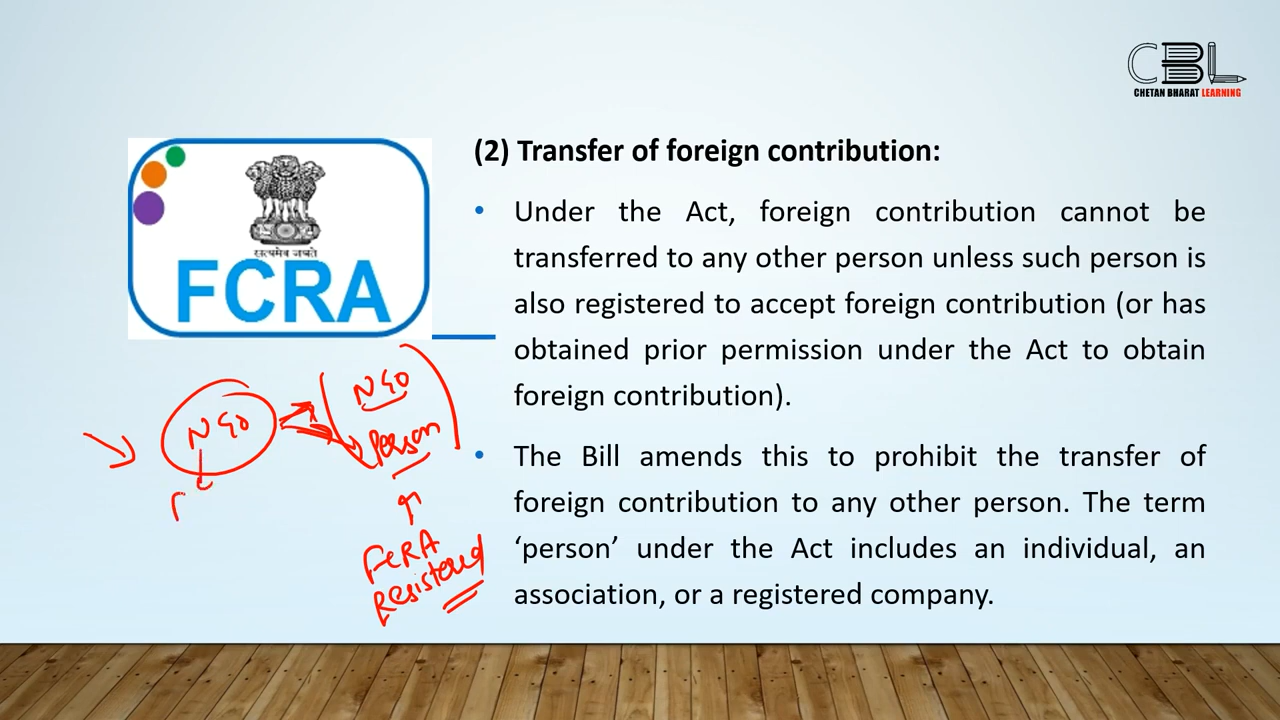 CBL
CHETAN BHARAT LEARNING
सत्यमेव जयते
FCRA
(2) Transfer of foreign contribution:
• Under the Act, foreign contribution cannot be
transferred to any other person unless such person is
also registered to accept foreign contribution (or has
obtained prior permission under the Act to obtain
foreign contribution).
• The Bill amends this to prohibit the transfer of
foreign contribution to any other person. The term
‘person’ under the Act includes an individual, an
association, or a registered company.
NGO
NGO
Person
FCRA